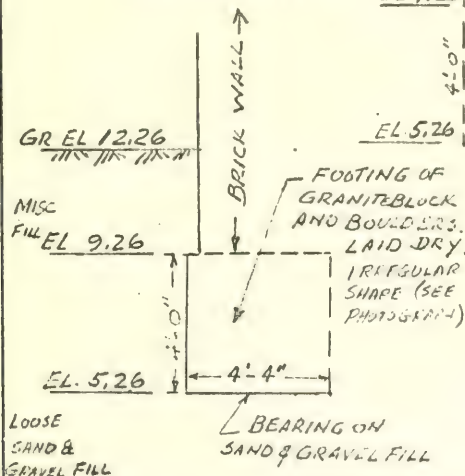 4'-0"
EL. 5,26
BRICK WALL
GR EL 12.26
FOOTING OF
GRANITEBLOCK
AND BOULDERS.
LAID DRY
IRREGULAR
SHAPE (SEE
PHOTOGRAPH)
MISC
FILL
EL 9.26
4'-0"
4'-4"
EL. 5,26
BEARING ON
SAND & GRAVEL FILL
LOOSE
SAND &
GRAVEL FILL